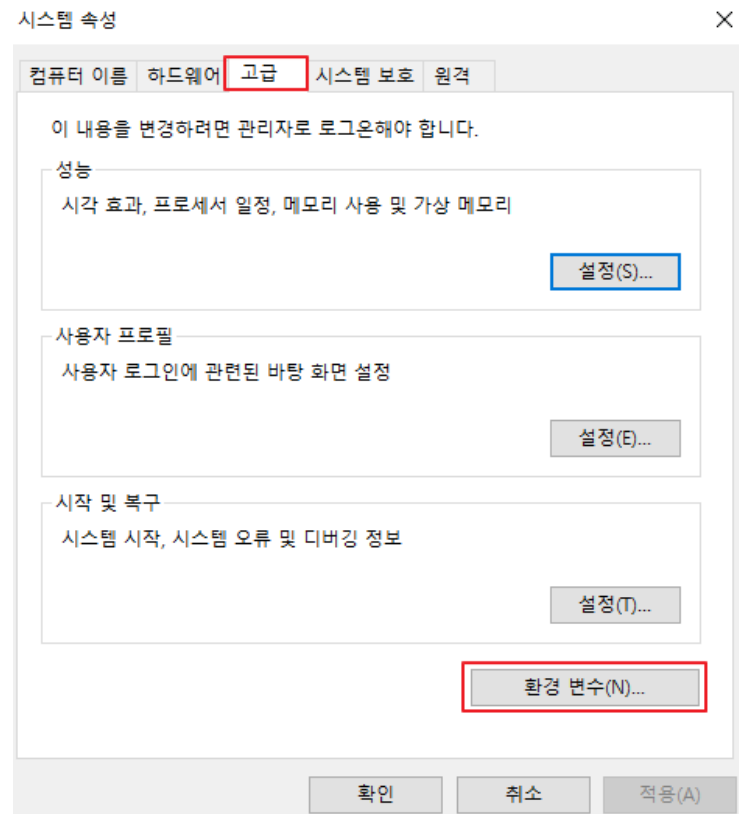 시스템 속성
컴퓨터 이름 하드웨어 고급 시스템 보호 원격
이 내용을 변경하려면 관리자로 로그온해야 합니다.
성능
시각 효과, 프로세서 일정, 메모리 사용 및 가상 메모리
설정(S)...
사용자 프로필
사용자 로그인에 관련된 바탕 화면 설정
설정(E)...
시작 및 복구
시스템 시작, 시스템 오류 및 디버깅 정보
설정(T)...
환경 변수(N)...
확인 취소 적용(A)